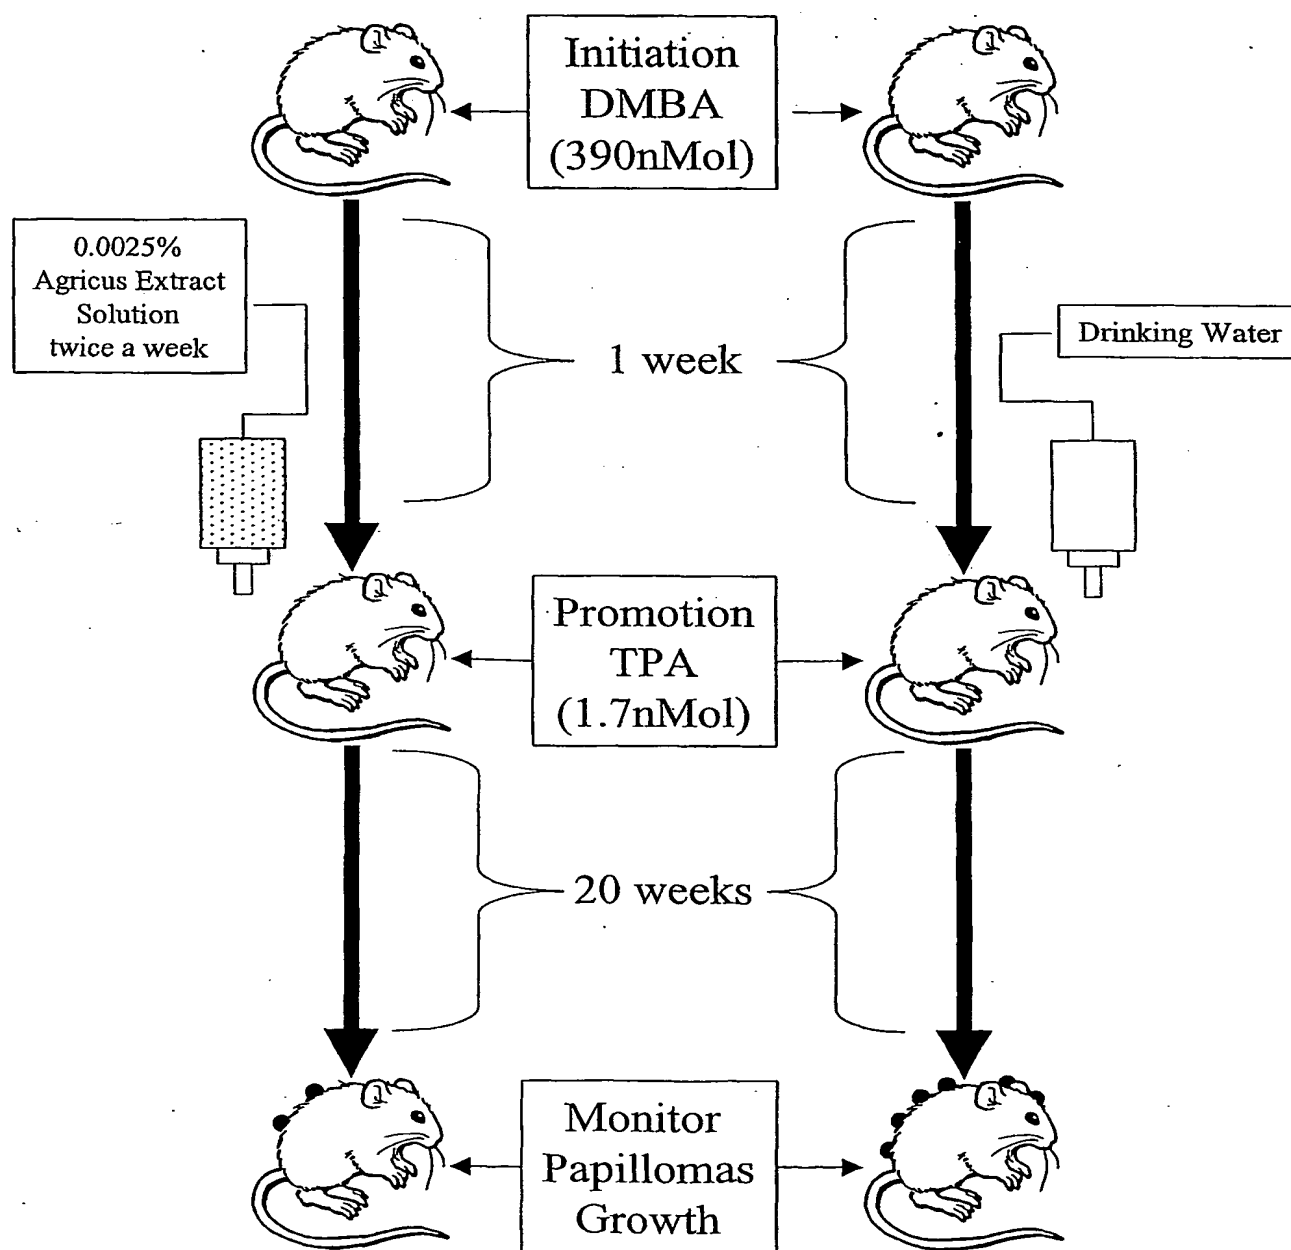 Initiation
DMBA
(390nMol)
0.0025%
Agricus Extract
Solution
twice a week
1 week
Drinking Water
Promotion
TPA
(1.7nMol)
20 weeks
Monitor
Papillomas
Growth